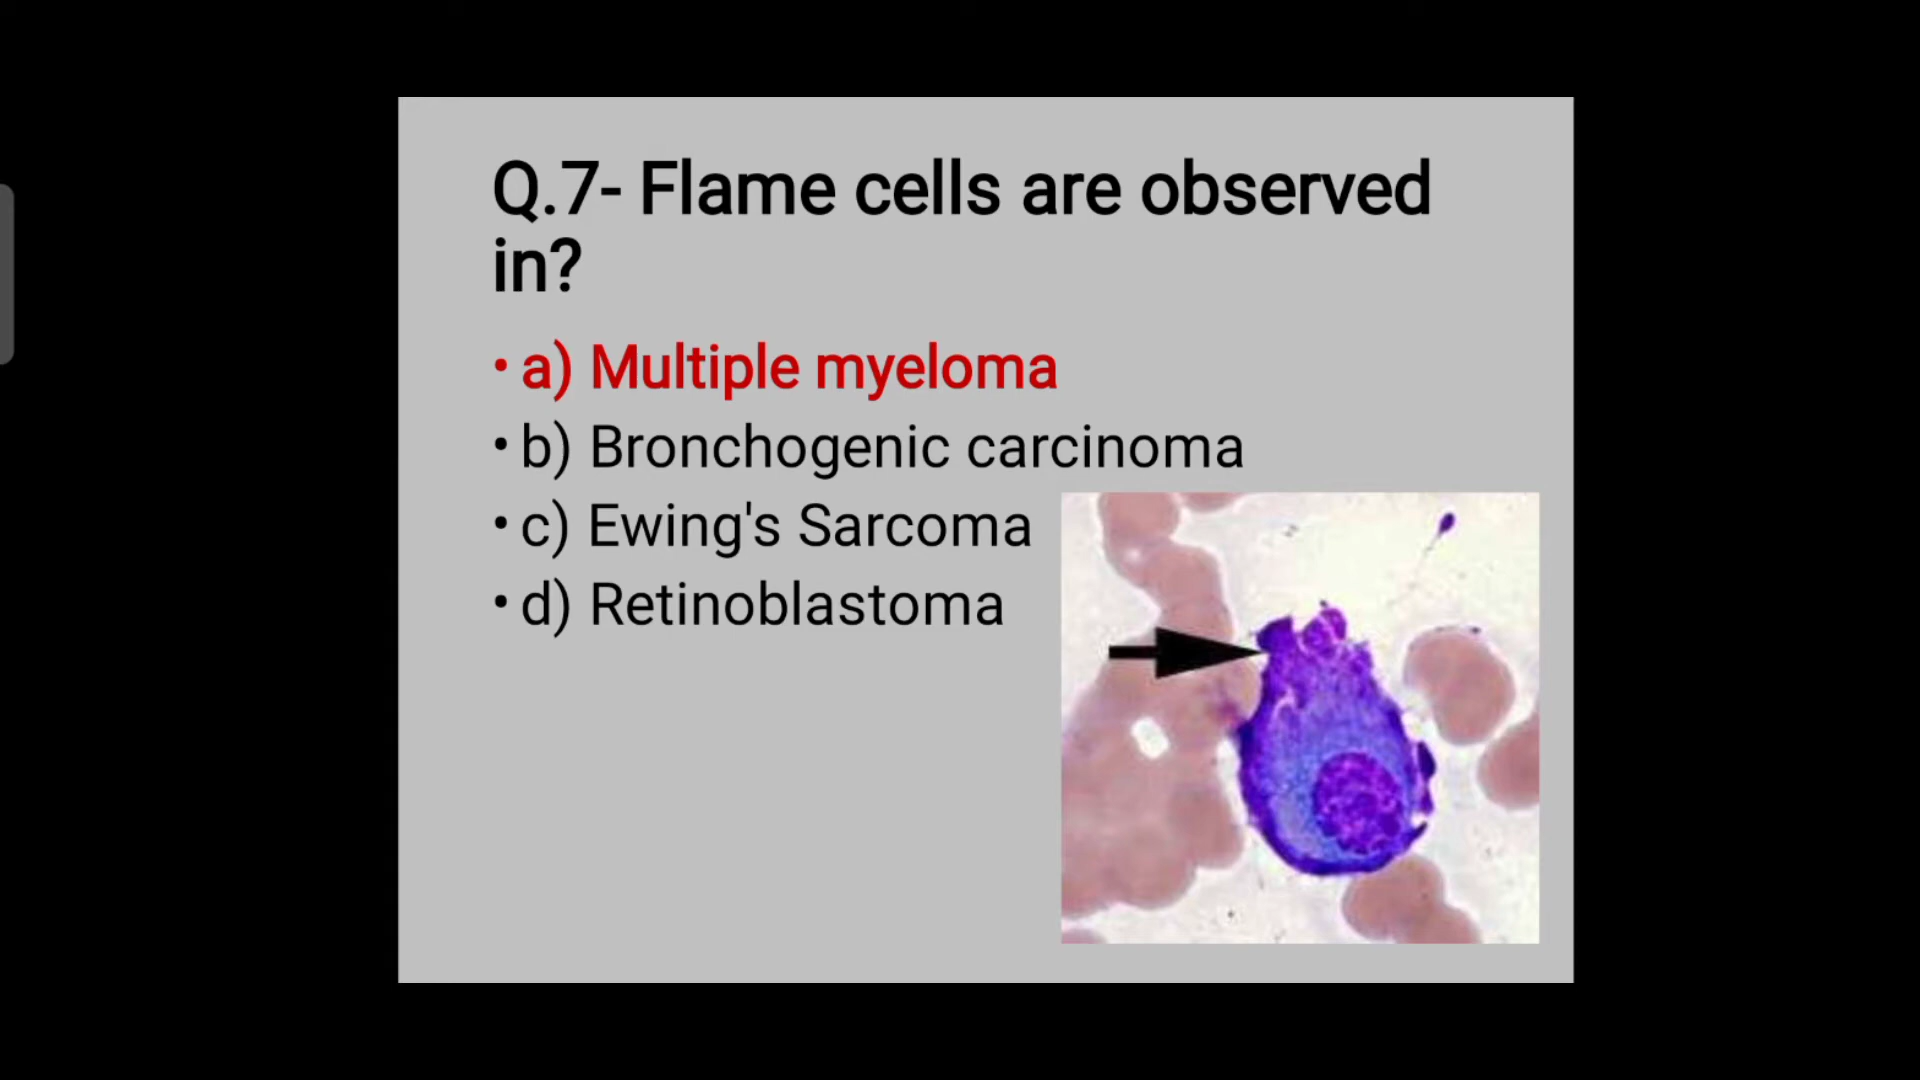 Q.7- Flame cells are observed
in?
• a) Multiple myeloma
• b) Bronchogenic carcinoma
• c) Ewing's Sarcoma
• d) Retinoblastoma